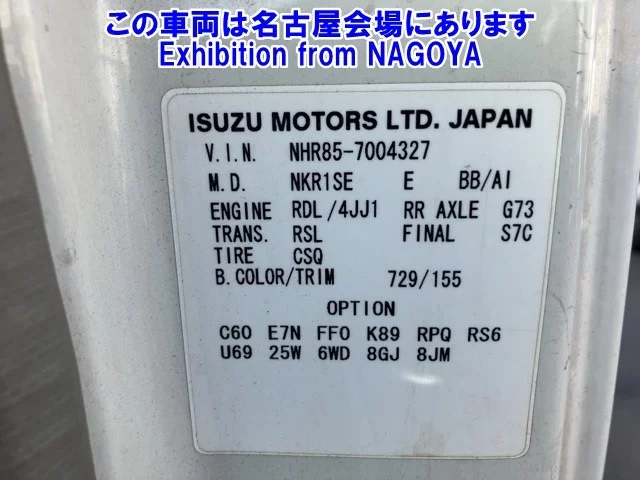 この車両は名古屋会場にあります
Exhibition from NAGOYA
ISUZU MOTORS LTD. JAPAN
V.I.N. NHR85-7004327
M.D. NKR1SE E BB/AI
ENGINE RDL/4JJ1 RR AXLE G73
TRANS. RSL FINAL S7C
TIRE CSQ
B.COLOR/TRIM 729/155
OPTION
C60 E7N FF0 K89 RPQ RS6
U69 25W 6WD 8GJ 8JM